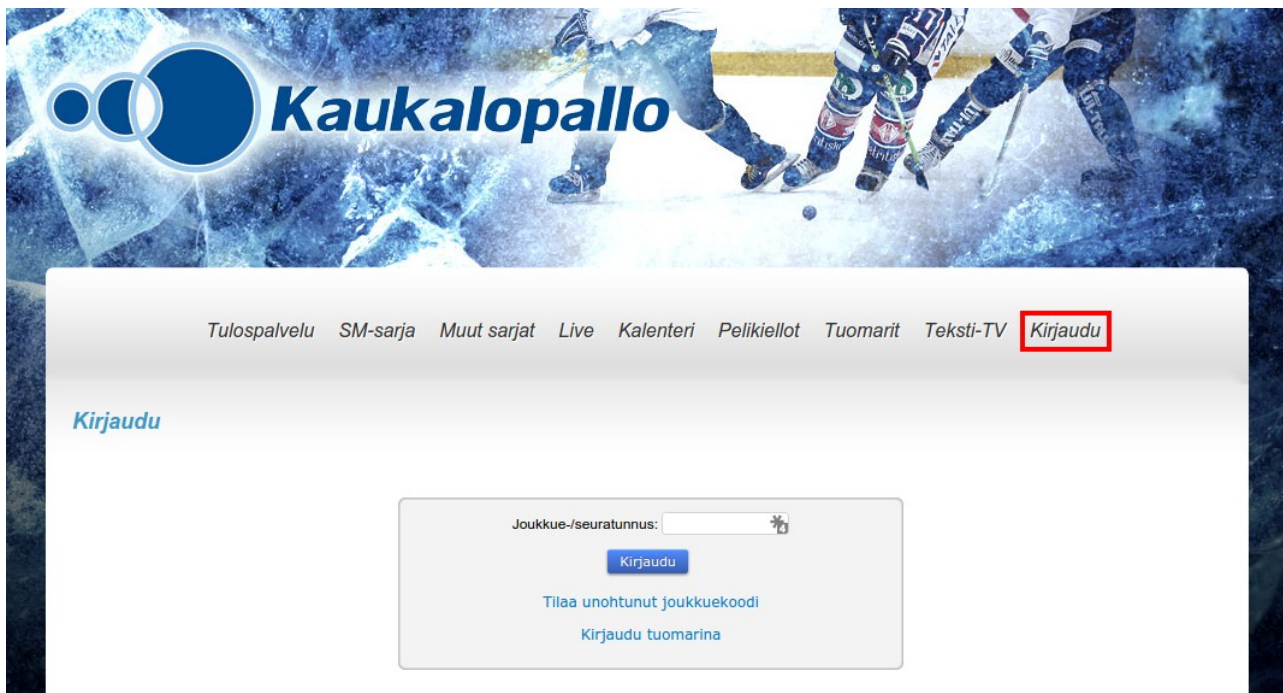 Kaukalopallo
Tulospalvelu SM-sarja Muut sarjat Live Kalenteri Pelikiellot Tuomarit Teksti-TV Kirjaudu
Kirjaudu
Joukkue-/seuratunnus:
Kirjaudu
Tilaa unohtunut joukkuekoodi
Kirjaudu tuomarina